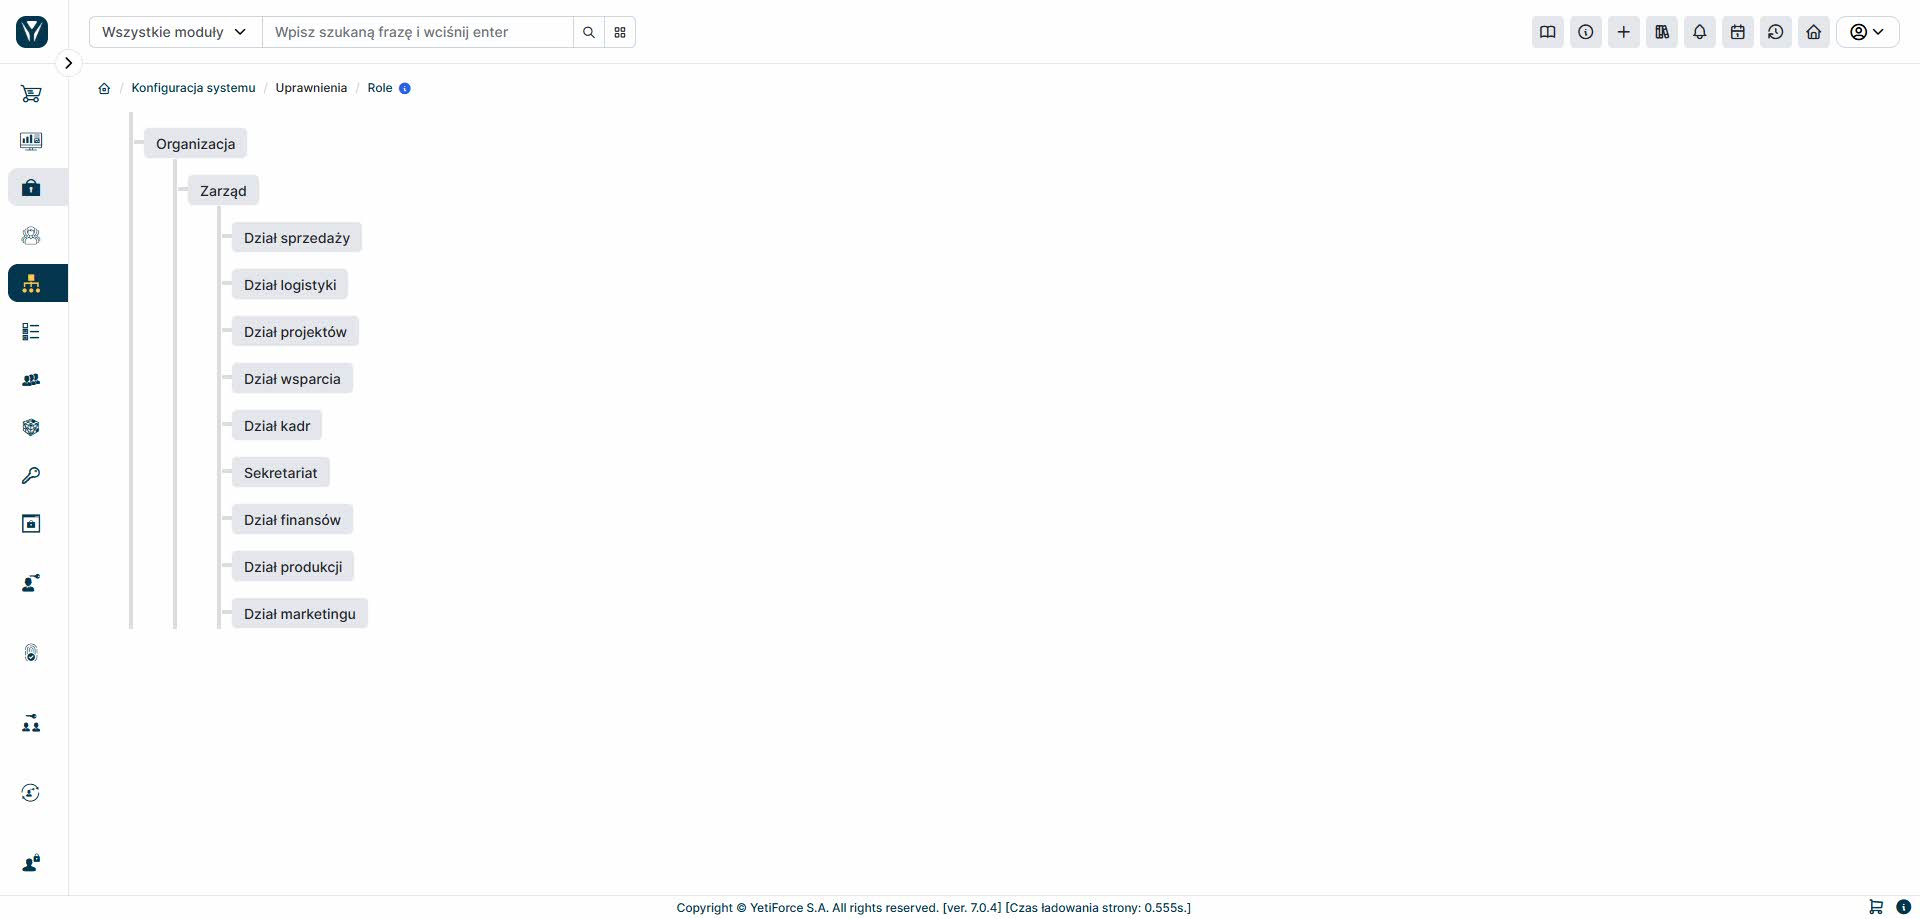 Wszystkie moduły
Wpisz szukaną frazę i wciśnij enter
/ Konfiguracja systemu / Uprawnienia / Role
Organizacja
Zarząd
Dział sprzedaży
Dział logistyki
Dział projektów
Dział wsparcia
Dział kadr
Sekretariat
Dział finansów
Dział produkcji
Dział marketingu
Copyright © YetiForce S.A. All rights reserved. [ver. 7.0.4] [Czas ładowania strony: 0.555s.]